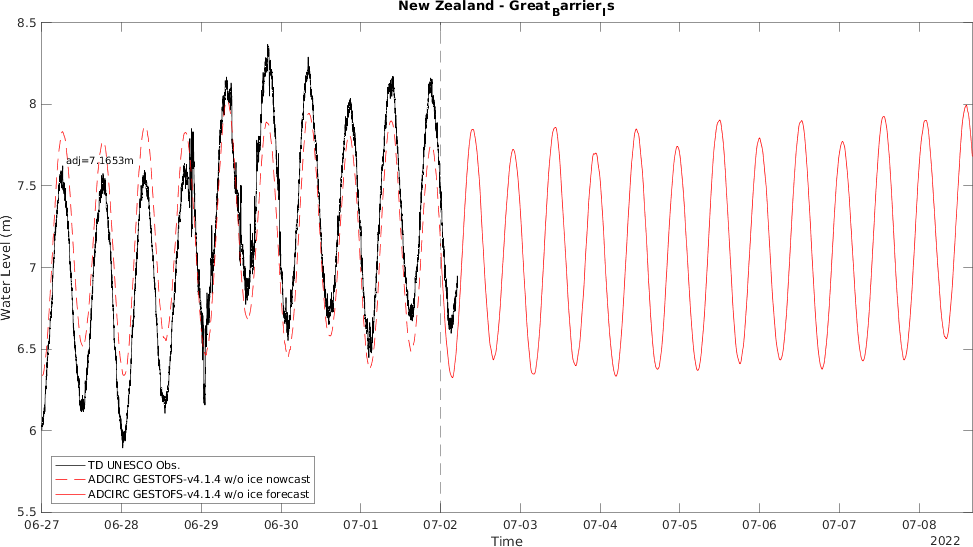 New Zealand - Great_Barrier_Is
8.5
8
7.5
7
6.5
6
5.5
Water Level (m)
adj=7.1653m
TD UNESCO Obs.
ADCIRC GESTOFS-v4.1.4 w/o ice nowcast
ADCIRC GESTOFS-v4.1.4 w/o ice forecast
06-27 06-28 06-29 06-30 07-01 07-02 07-03 07-04 07-05 07-06 07-07 07-08
Time
2022